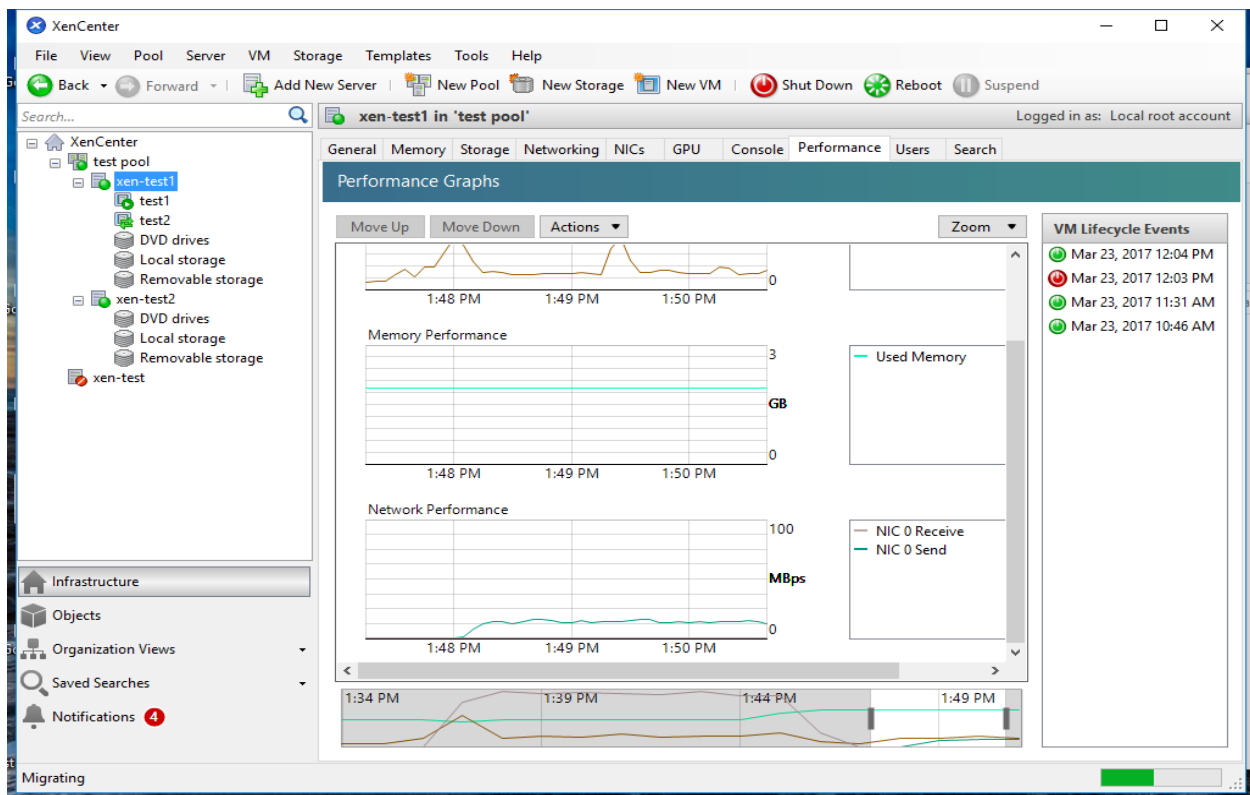 XenCenter
File View Pool Server VM Storage Templates Tools Help
Back Forward Add New Server New Pool New Storage New VM Shut Down Reboot Suspend
Search...
xen-test1 in 'test pool'
Logged in as: Local root account
XenCenter
test pool
xen-test1
test1
test2
DVD drives
Local storage
Removable storage
xen-test2
DVD drives
Local storage
Removable storage
xen-test
General Memory Storage Networking NICs GPU Console Performance Users Search
Performance Graphs
Move Up Move Down Actions Zoom
0
1:48 PM 1:49 PM 1:50 PM
Memory Performance
3
GB
0
Used Memory
1:48 PM 1:49 PM 1:50 PM
Network Performance
100
MBps
0
NIC 0 Receive
NIC 0 Send
1:48 PM 1:49 PM 1:50 PM
1:34 PM 1:39 PM 1:44 PM 1:49 PM
VM Lifecycle Events
Mar 23, 2017 12:04 PM
Mar 23, 2017 12:03 PM
Mar 23, 2017 11:31 AM
Mar 23, 2017 10:46 AM
Infrastructure
Objects
Organization Views
Saved Searches
Notifications 4
Migrating